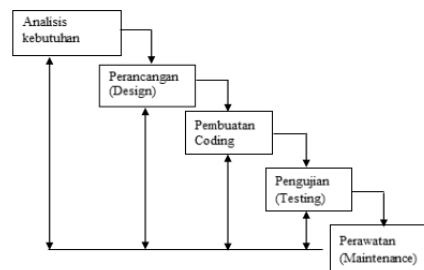 Analisis
kebutuhan
Perancangan
(Design)
Pembuatan
Coding
Pengujian
(Testing)
Perawatan
(Maintenance)